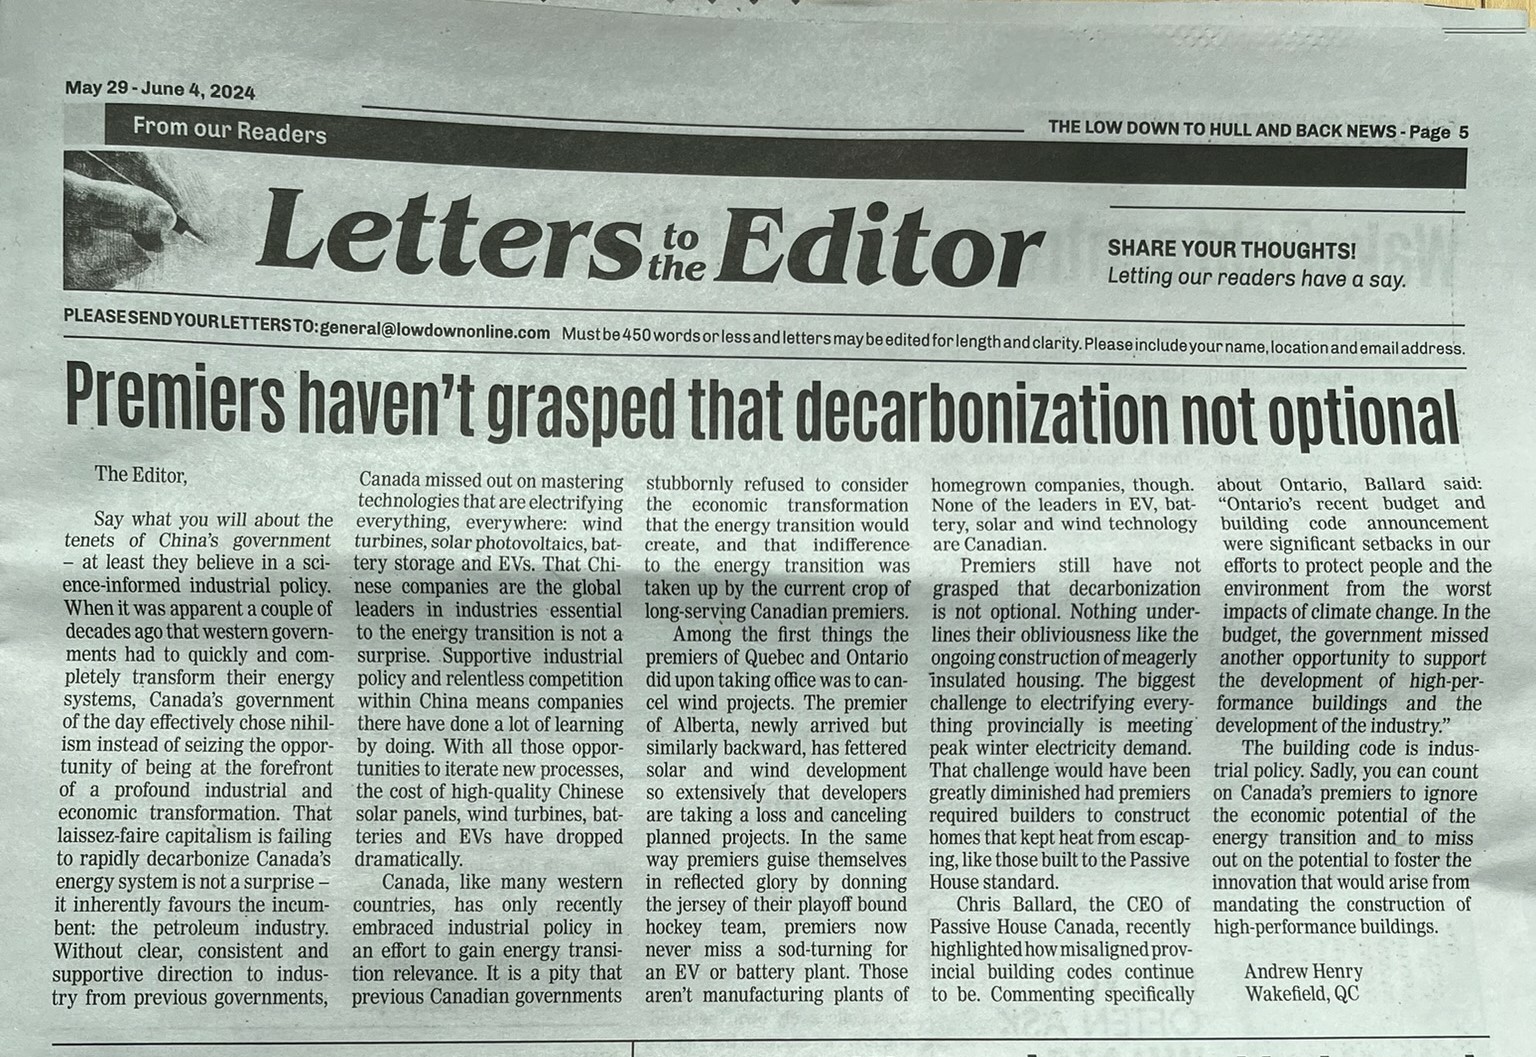 May 29 - June 4, 2024
From our Readers
THE LOW DOWN TO HULL AND BACK NEWS - Page 5
Letters to the Editor
SHARE YOUR THOUGHTS!
Letting our readers have a say.
PLEASE SEND YOUR LETTERS TO: general@lowdownonline.com Must be 450 words or less and letters may be edited for length and clarity. Please include your name, location and email address.
Premiers haven't grasped that decarbonization not optional
The Editor,
Say what you will about the
tenets of China's government
– at least they believe in a sci-
ence-informed industrial policy.
When it was apparent a couple of
decades ago that western govern-
ments had to quickly and com-
pletely transform their energy
systems, Canada's government
of the day effectively chose nihil-
ism instead of seizing the oppor-
tunity of being at the forefront
of a profound industrial and
economic transformation. That
laissez-faire capitalism is failing
to rapidly decarbonize Canada's
energy system is not a surprise –
it inherently favours the incum-
bent: the petroleum industry.
Without clear, consistent and
supportive direction to indus-
try from previous governments,
Canada missed out on mastering
technologies that are electrifying
everything, everywhere: wind
turbines, solar photovoltaics, bat-
tery storage and EVs. That Chi-
nese companies are the global
leaders in industries essential
to the energy transition is not a
surprise. Supportive industrial
policy and relentless competition
within China means companies
there have done a lot of learning
by doing. With all those oppor-
tunities to iterate new processes,
the cost of high-quality Chinese
solar panels, wind turbines, bat-
teries and EVs have dropped
dramatically.
Canada, like many western
countries, has only recently
embraced industrial policy in
an effort to gain energy transi-
tion relevance. It is a pity that
previous Canadian governments
stubbornly refused to consider
the economic transformation
that the energy transition would
create, and that indifference
to the energy transition was
taken up by the current crop of
long-serving Canadian premiers.
Among the first things the
premiers of Quebec and Ontario
did upon taking office was to can-
cel wind projects. The premier
of Alberta, newly arrived but
similarly backward, has fettered
solar and wind development
so extensively that developers
are taking a loss and canceling
planned projects. In the same
way premiers guise themselves
in reflected glory by donning
the jersey of their playoff bound
hockey team, premiers now
never miss a sod-turning for
an EV or battery plant. Those
aren't manufacturing plants of
homegrown companies, though.
None of the leaders in EV, bat-
tery, solar and wind technology
are Canadian.
Premiers still have not
grasped that decarbonization
is not optional. Nothing under-
lines their obliviousness like the
ongoing construction of meagerly
insulated housing. The biggest
challenge to electrifying every-
thing provincially is meeting
peak winter electricity demand.
That challenge would have been
greatly diminished had premiers
required builders to construct
homes that kept heat from escap-
ing, like those built to the Passive
House standard.
Chris Ballard, the CEO of
Passive House Canada, recently
highlighted how misaligned prov-
incial building codes continue
to be. Commenting specifically
about Ontario, Ballard said:
“Ontario's recent budget and
building code announcement
were significant setbacks in our
efforts to protect people and the
environment from the worst
impacts of climate change. In the
budget, the government missed
another opportunity to support
the development of high-per-
formance buildings and the
development of the industry.”
The building code is indus-
trial policy. Sadly, you can count
on Canada's premiers to ignore
the economic potential of the
energy transition and to miss
out on the potential to foster the
innovation that would arise from
mandating the construction of
high-performance buildings.
Andrew Henry
Wakefield, QC